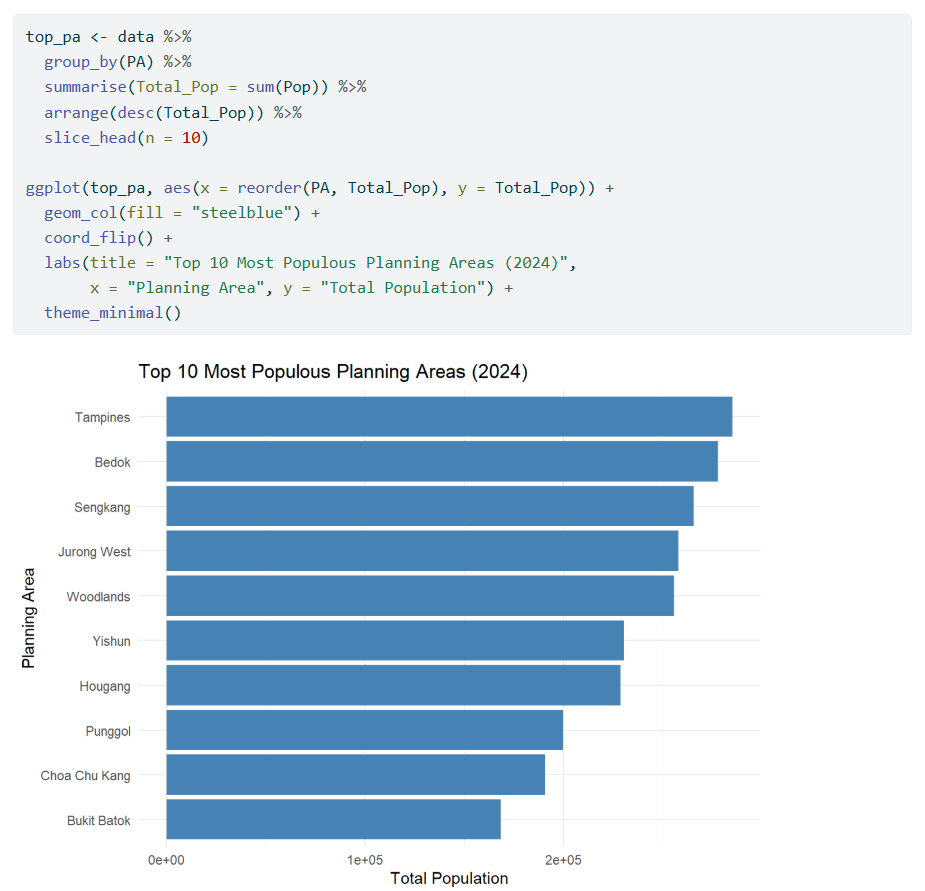 top_pa <- data %>%
  group_by(PA) %>%
  summarise(Total_Pop = sum(Pop)) %>%
  arrange(desc(Total_Pop)) %>%
  slice_head(n = 10)

ggplot(top_pa, aes(x = reorder(PA, Total_Pop), y = Total_Pop)) +
  geom_col(fill = "steelblue") +
  coord_flip() +
  labs(title = "Top 10 Most Populous Planning Areas (2024)",
       x = "Planning Area", y = "Total Population") +
  theme_minimal()
Top 10 Most Populous Planning Areas (2024)
Planning Area
Tampines
Bedok
Sengkang
Jurong West
Woodlands
Yishun
Hougang
Punggol
Choa Chu Kang
Bukit Batok
0e+00 1e+05 2e+05
Total Population